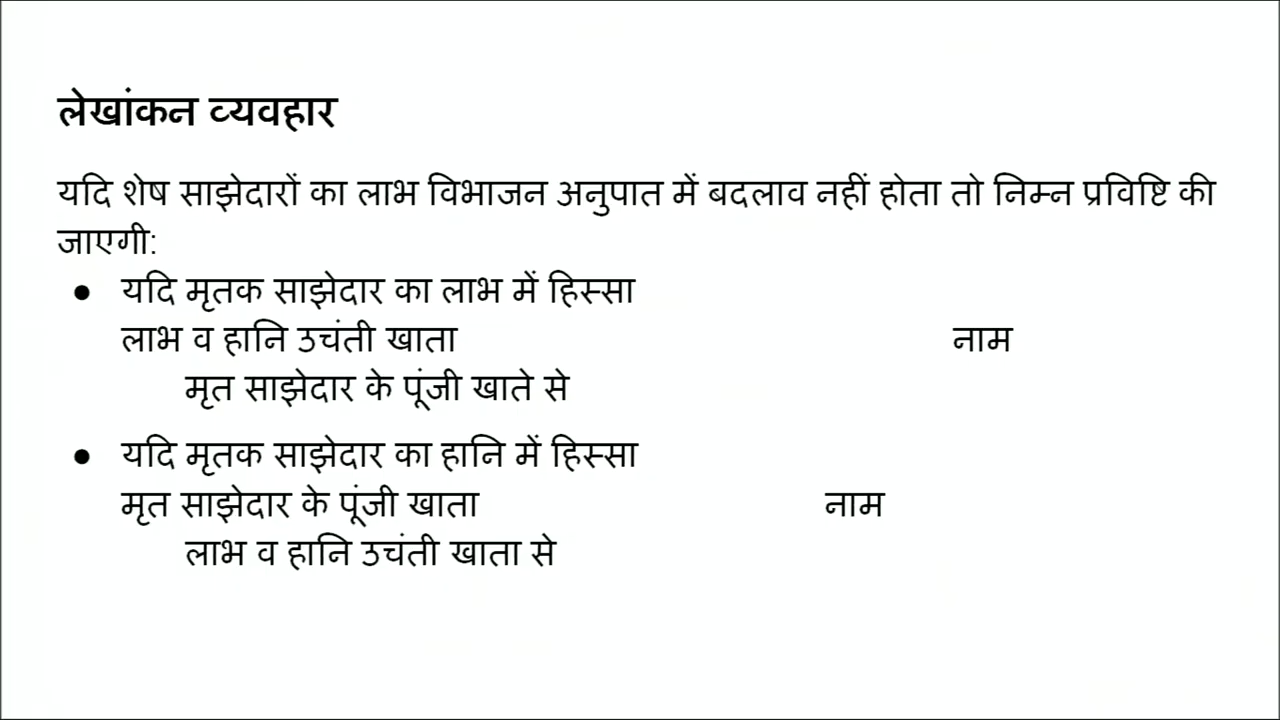 लेखांकन व्यवहार
यदि शेष साझेदारों का लाभ विभाजन अनुपात में बदलाव नहीं होता तो निम्न प्रविष्टि की
जाएगी:
● यदि मृतक साझेदार का लाभ में हिस्सा
लाभ व हानि उचंती खाता नाम
मृत साझेदार के पूंजी खाते से
● यदि मृतक साझेदार का हानि में हिस्सा
मृत साझेदार के पूंजी खाता नाम
लाभ व हानि उचंती खाता से